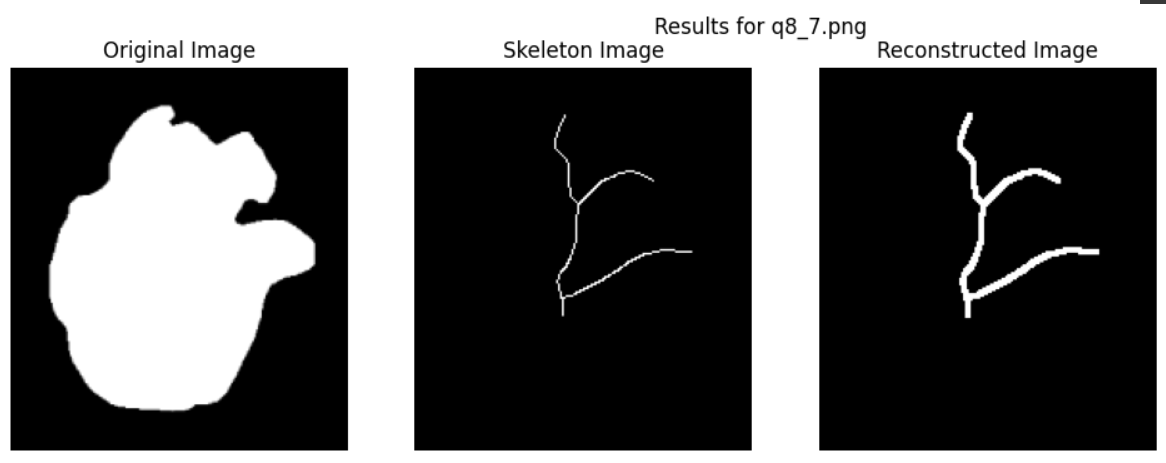 Results for q8_7.png
Original Image
Skeleton Image
Reconstructed Image